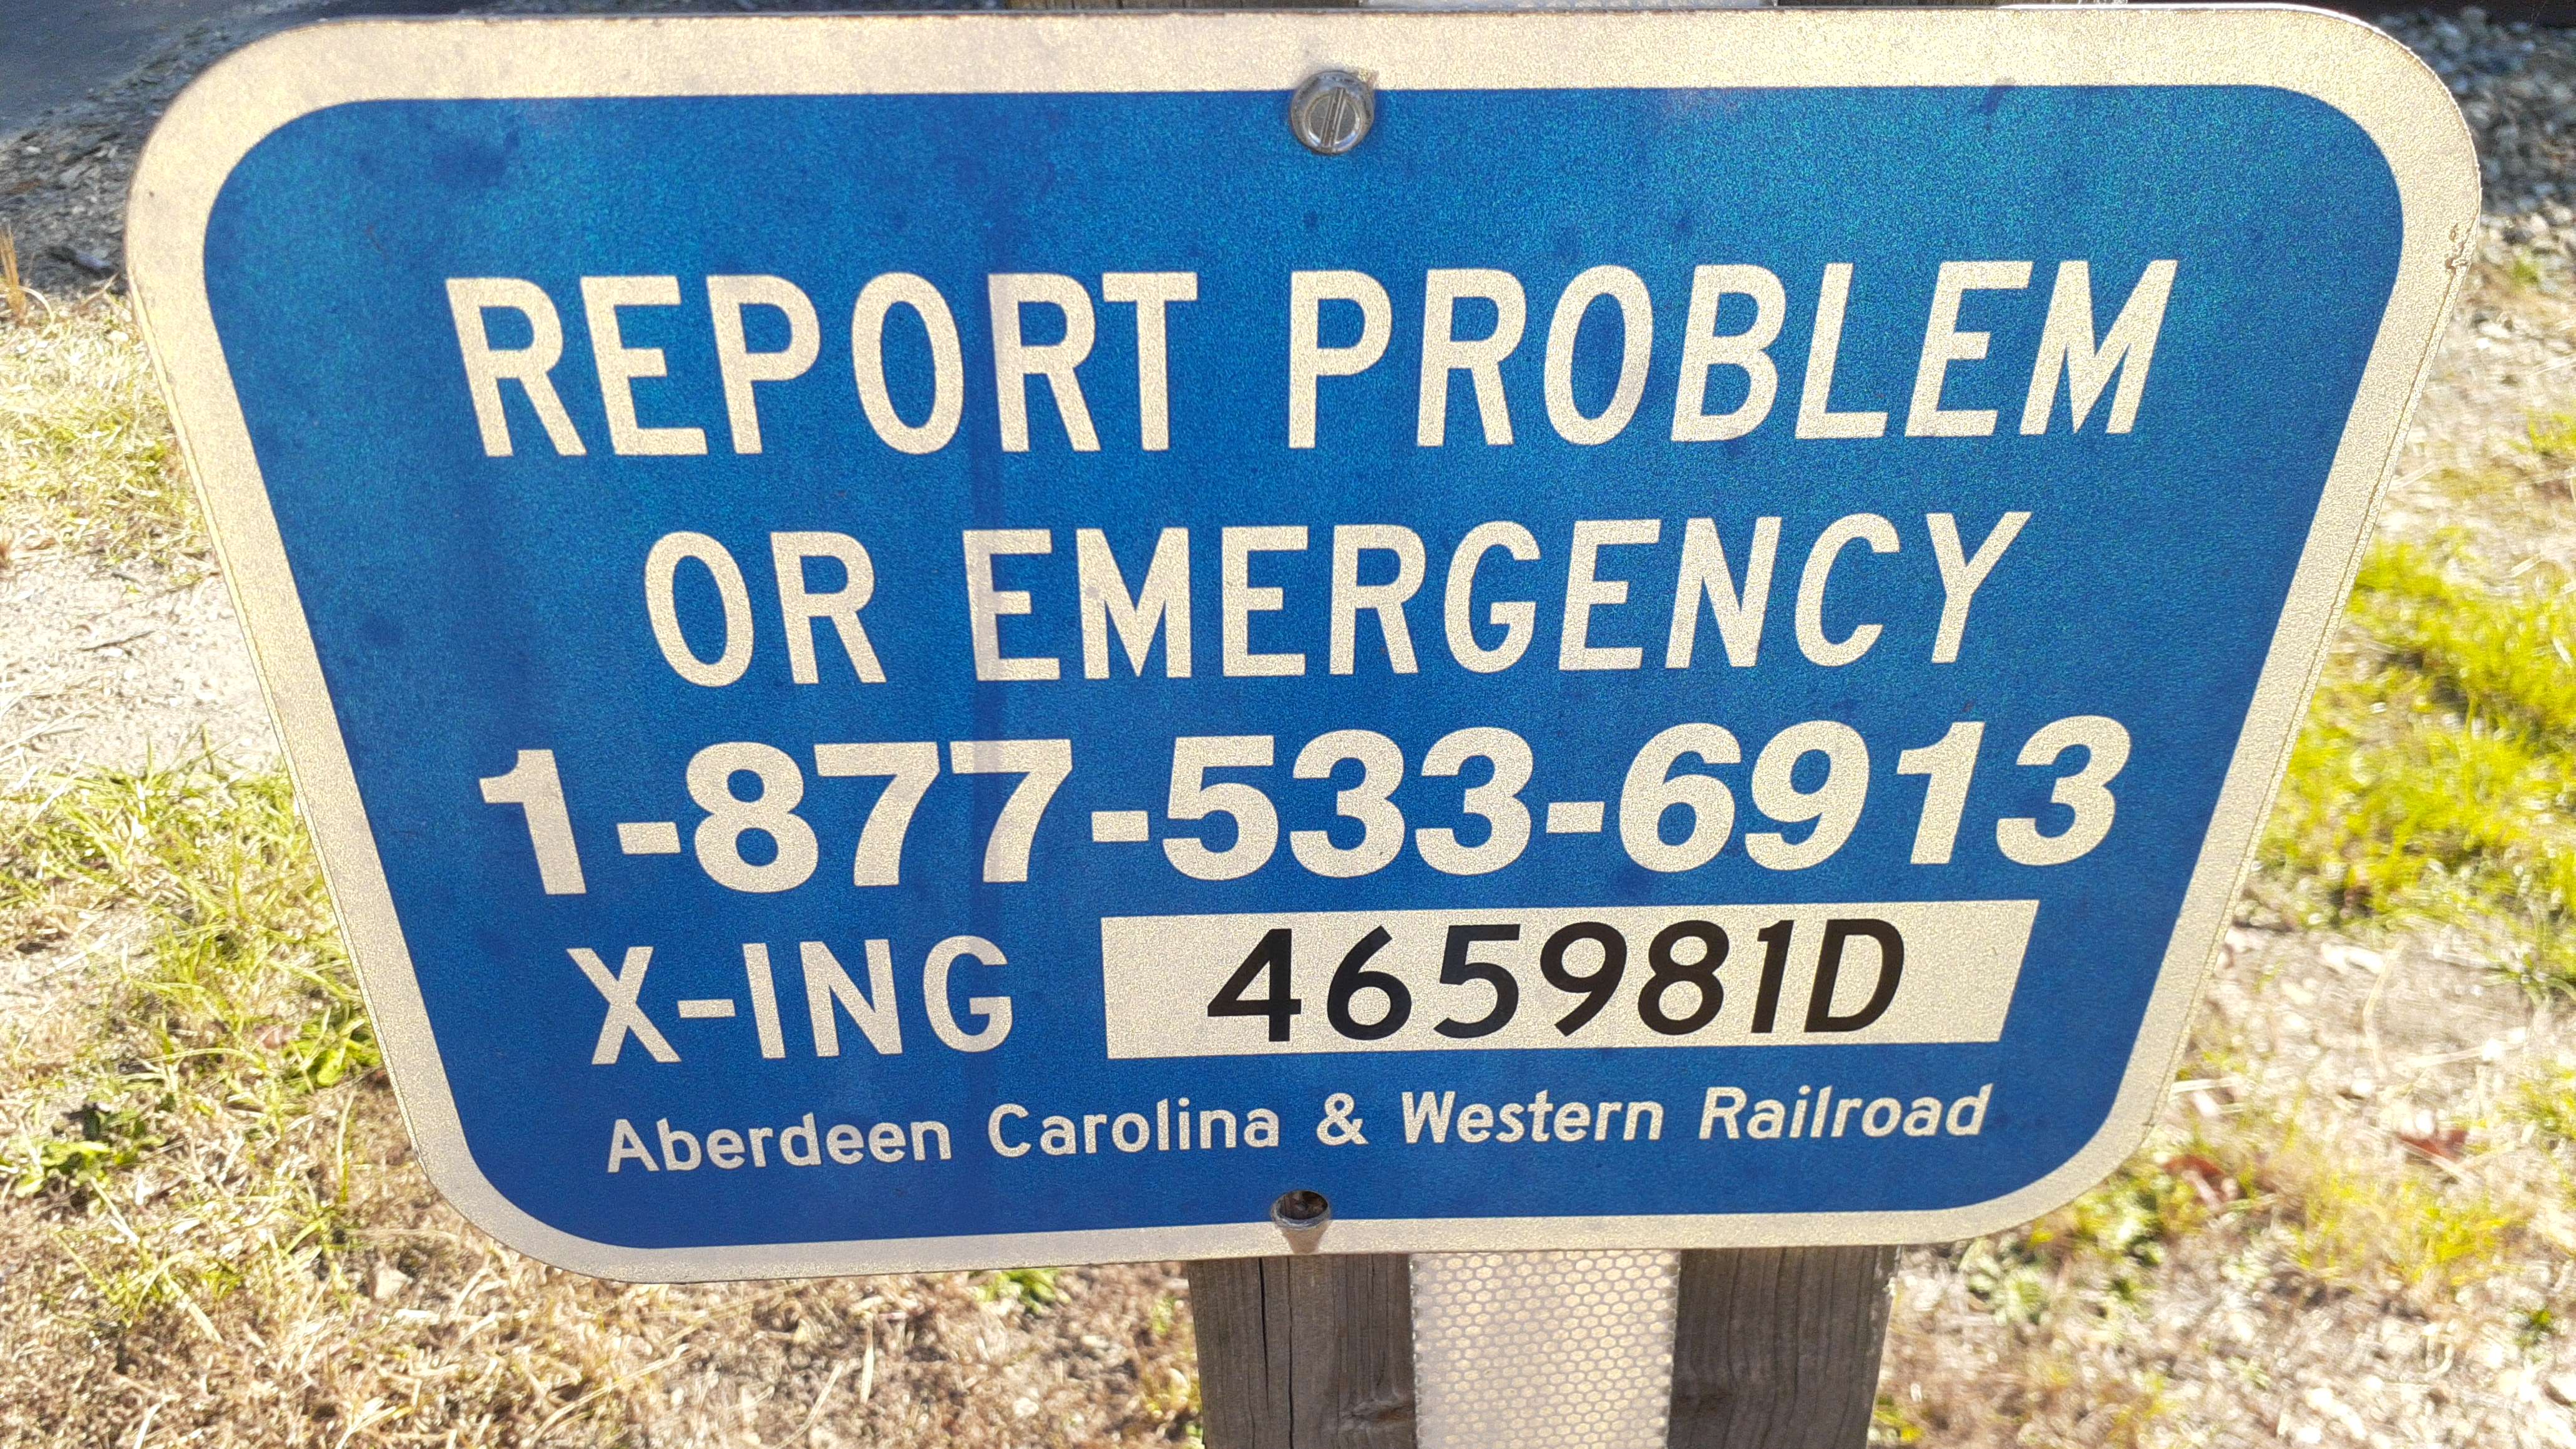 REPORT PROBLEM
OR EMERGENCY
1-877-533-6913
X-ING 465981D
Aberdeen Carolina & Western Railroad